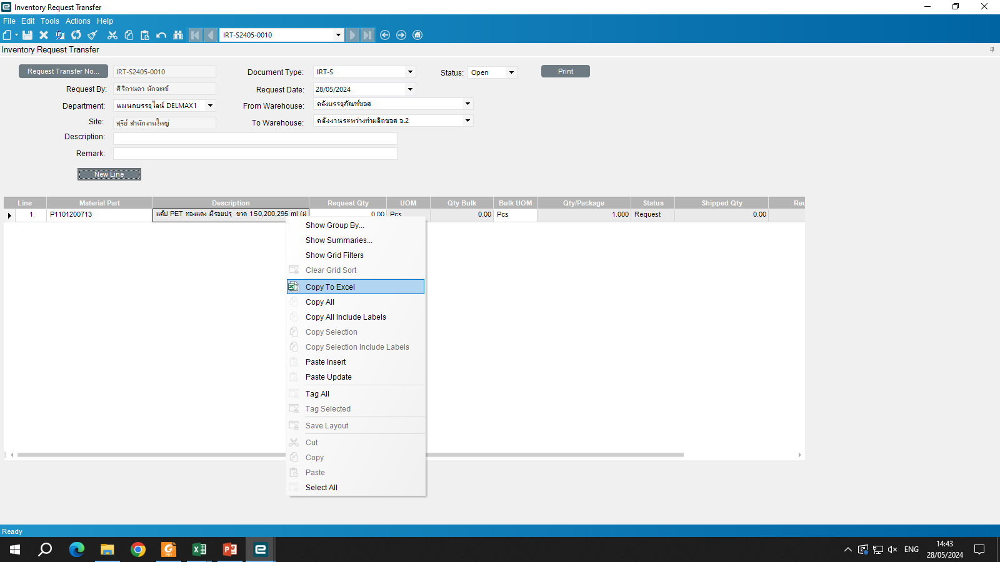 Inventory Request Transfer
File Edit Tools Actions Help
IRT-S2405-0010
Inventory Request Transfer
Request Transfer No... IRT-S2405-0010 Document Type: IRT-S Status: Open Print
Request By: ศิริกานดา นักจะเข้ Request Date: 28/05/2024
Department: แผนกบรรจุไลน์ DELMAX1 From Warehouse: คลังบรรจุภัณฑ์ซอส
Site: สุรีย์ สำนักงานใหญ่ To Warehouse: คลังงานระหว่างทำผลิตซอส อ.2
Description:
Remark:
New Line
Line Material Part Description Request Qty UOM Qty Bulk Bulk UOM Qty/Package Status Shipped Qty Rec
1 P1101200713 แค็ป PET ทองแดง มีรอยปรุ ขวด 150,200,295 ml (ฝ 0.00 Pcs 0.00 Pcs 1.000 Request 0.00
Show Group By...
Show Summaries...
Show Grid Filters
Clear Grid Sort
Copy To Excel
Copy All
Copy All Include Labels
Copy Selection
Copy Selection Include Labels
Paste Insert
Paste Update
Tag All
Tag Selected
Save Layout
Cut
Copy
Paste
Select All
Ready
ENG 14:43
28/05/2024